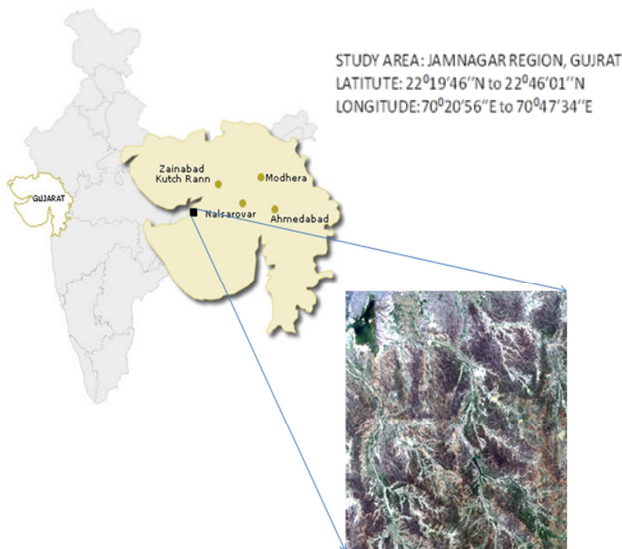 STUDY AREA: JAMNAGAR REGION, GUJRAT
LATITUTE: 22⁰19'46''N to 22⁰46'01''N
LONGITUDE:70⁰20'56''E to 70⁰47'34''E
Zainabad
Kutch Rann
Modhera
GUJARAT
Nalsarovar
Ahmedabad